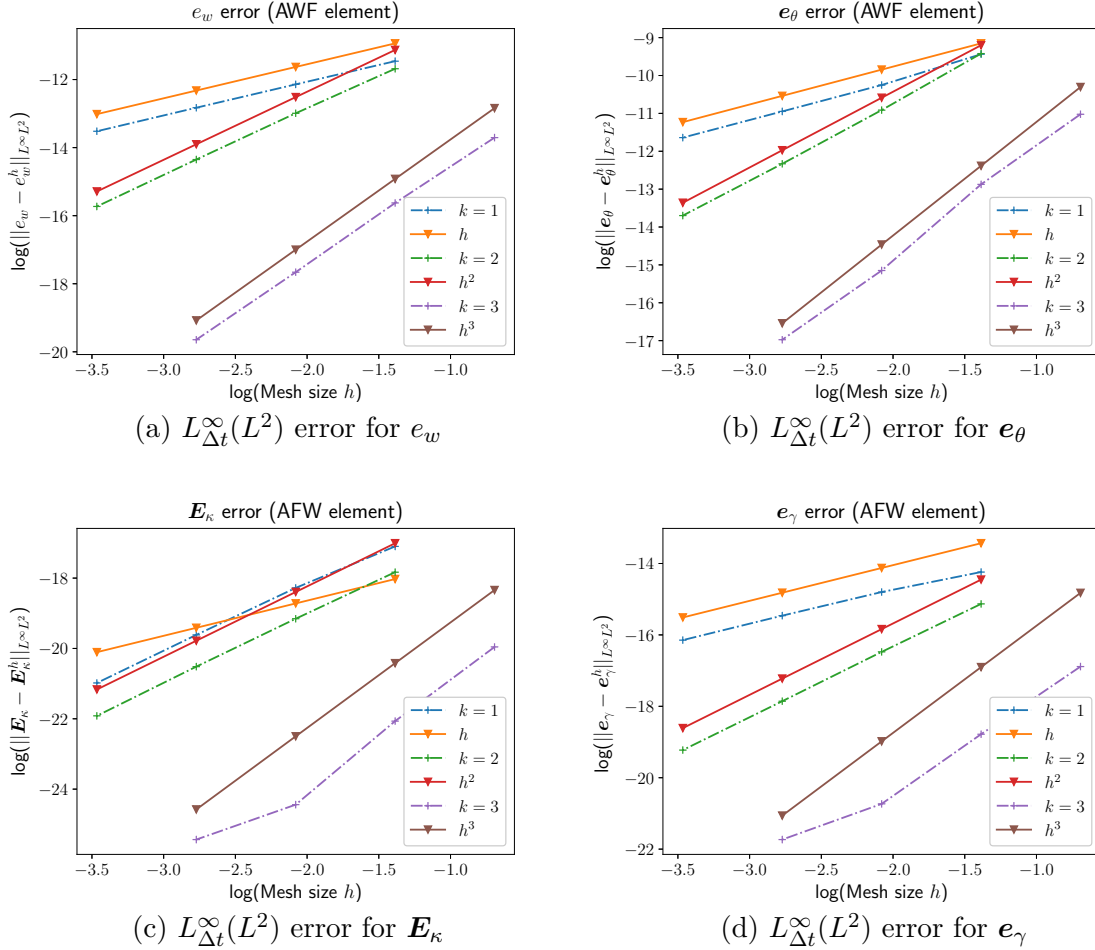 e_w error (AWF element)
log(||e_w − e_w^h||_{L^∞L^2})
−12
−14
−16
−18
−20
k = 1
h
k = 2
h^2
k = 3
h^3
−3.5 −3.0 −2.5 −2.0 −1.5 −1.0
log(Mesh size h)
(a) L^∞_{Δt}(L^2) error for e_w
e_θ error (AWF element)
log(||e_θ − e_θ^h||_{L^∞L^2})
−9
−10
−11
−12
−13
−14
−15
−16
−17
k = 1
h
k = 2
h^2
k = 3
h^3
−3.5 −3.0 −2.5 −2.0 −1.5 −1.0
log(Mesh size h)
(b) L^∞_{Δt}(L^2) error for e_θ
E_κ error (AFW element)
log(||E_κ − E_κ^h||_{L^∞L^2})
−18
−20
−22
−24
k = 1
h
k = 2
h^2
k = 3
h^3
−3.5 −3.0 −2.5 −2.0 −1.5 −1.0
log(Mesh size h)
(c) L^∞_{Δt}(L^2) error for E_κ
e_γ error (AFW element)
log(||e_γ − e_γ^h||_{L^∞L^2})
−14
−16
−18
−20
−22
k = 1
h
k = 2
h^2
k = 3
h^3
−3.5 −3.0 −2.5 −2.0 −1.5 −1.0
log(Mesh size h)
(d) L^∞_{Δt}(L^2) error for e_γ